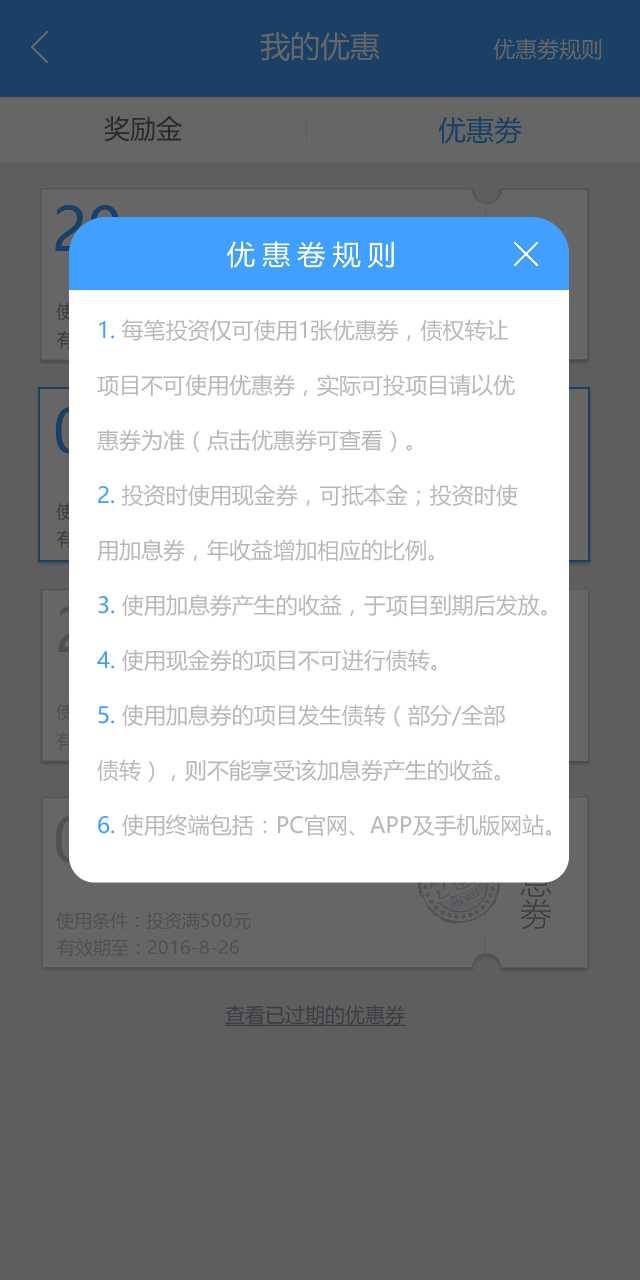 我的优惠
优惠劵规则
奖励金
优惠劵
20
使
有
优惠卷规则
1. 每笔投资仅可使用1张优惠券，债权转让
项目不可使用优惠券，实际可投项目请以优
惠券为准（点击优惠券可查看）。
2. 投资时使用现金券，可抵本金；投资时使
用加息券，年收益增加相应的比例。
3. 使用加息券产生的收益，于项目到期后发放。
4. 使用现金券的项目不可进行债转。
5. 使用加息券的项目发生债转（部分/全部
债转），则不能享受该加息券产生的收益。
6. 使用终端包括：PC官网、APP及手机版网站。
使
有
使
有
息
劵
使用条件：投资满500元
有效期至：2016-8-26
查看已过期的优惠券